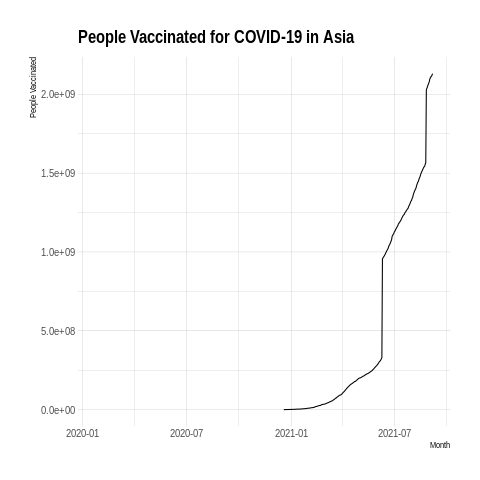 People Vaccinated for COVID-19 in Asia
People Vaccinated
2.0e+09
1.5e+09
1.0e+09
5.0e+08
0.0e+00
2020-01 2020-07 2021-01 2021-07
Month